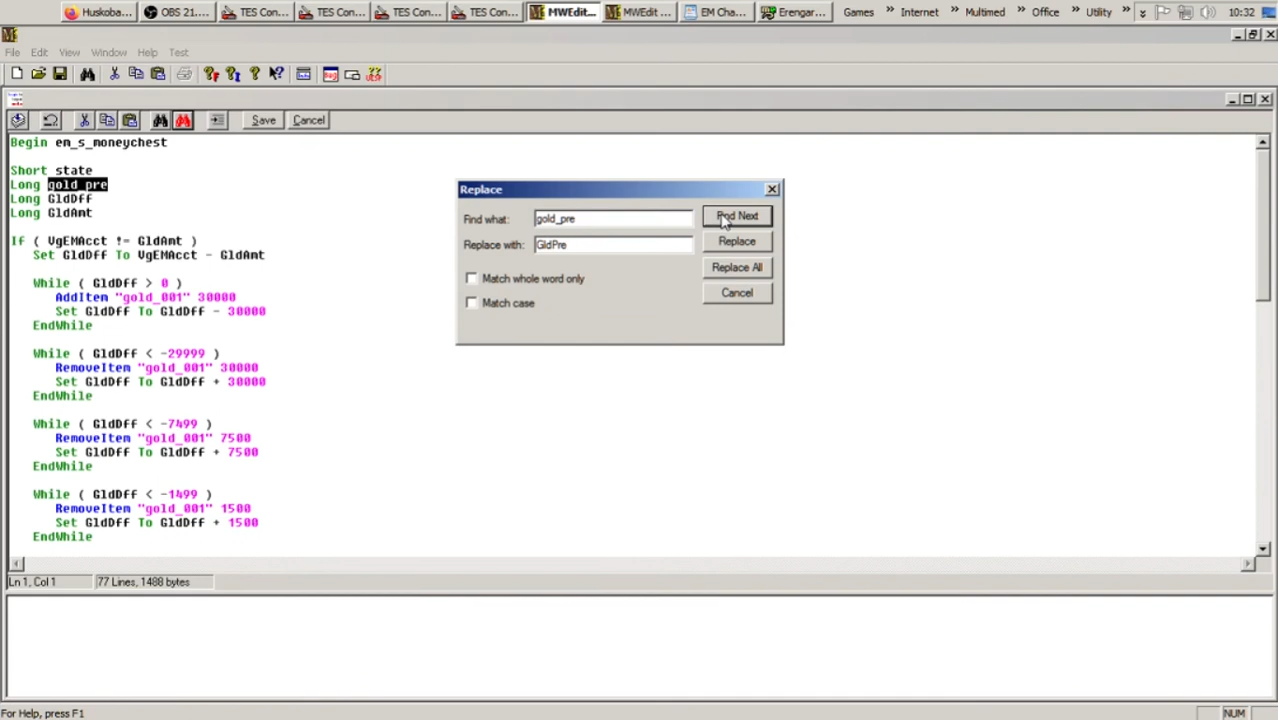 Huskoba...
OBS 21....
TES Con...
TES Con...
TES Con...
TES Con...
MWEdit...
MWEdit ...
EM Cha...
Erengar...
Games
Internet
Multimed
Office
Utility
10:32
File Edit View Window Help Test
Save Cancel
Begin em_s_moneychest
Short state
Long gold_pre
Long GldDff
Long GldAmt
If ( VgEMAcct != GldAmt )
Set GldDff To VgEMAcct - GldAmt
While ( GldDff > 0 )
AddItem "gold_001" 30000
Set GldDff To GldDff - 30000
EndWhile
While ( GldDff < -29999 )
RemoveItem "gold_001" 30000
Set GldDff To GldDff + 30000
EndWhile
While ( GldDff < -7499 )
RemoveItem "gold_001" 7500
Set GldDff To GldDff + 7500
EndWhile
While ( GldDff < -1499 )
RemoveItem "gold_001" 1500
Set GldDff To GldDff + 1500
EndWhile
Replace
Find what: gold_pre Find Next
Replace with: GldPre Replace
Replace All
Match whole word only
Cancel
Match case
Ln 1, Col 1 77 Lines, 1488 bytes
For Help, press F1 NUM